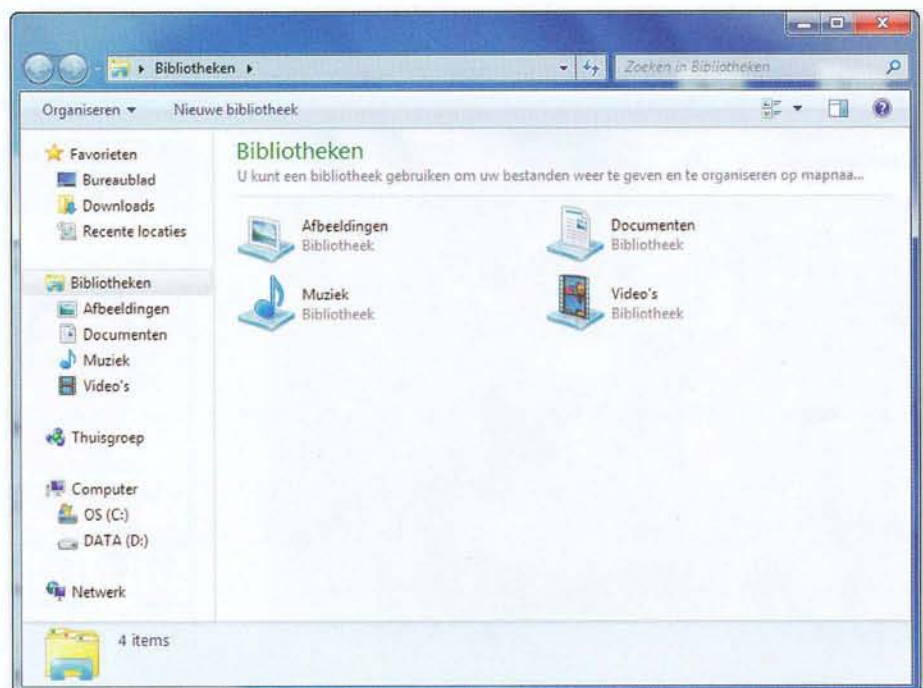 Bibliotheken
Zoeken in Bibliotheken
Organiseren
Nieuwe bibliotheek
Favorieten
Bureaublad
Downloads
Recente locaties
Bibliotheken
Afbeeldingen
Documenten
Muziek
Video's
Thuisgroep
Computer
OS (C:)
DATA (D:)
Netwerk
Bibliotheken
U kunt een bibliotheek gebruiken om uw bestanden weer te geven en te organiseren op mapnaa...
Afbeeldingen
Bibliotheek
Documenten
Bibliotheek
Muziek
Bibliotheek
Video's
Bibliotheek
4 items